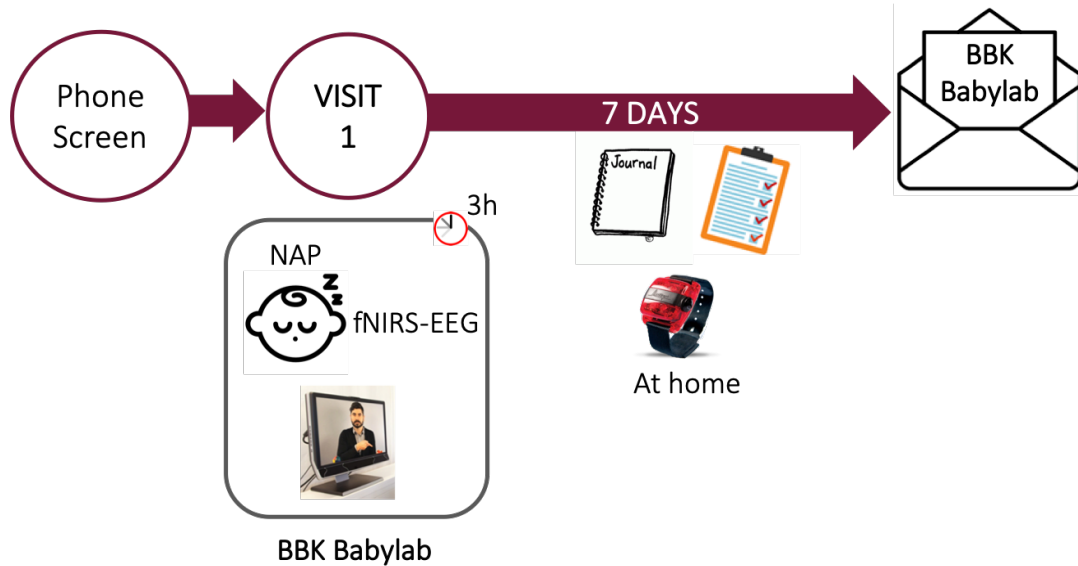 Phone
Screen
VISIT
1
7 DAYS
BBK
Babylab
Journal
3h
NAP
fNIRS-EEG
At home
BBK Babylab